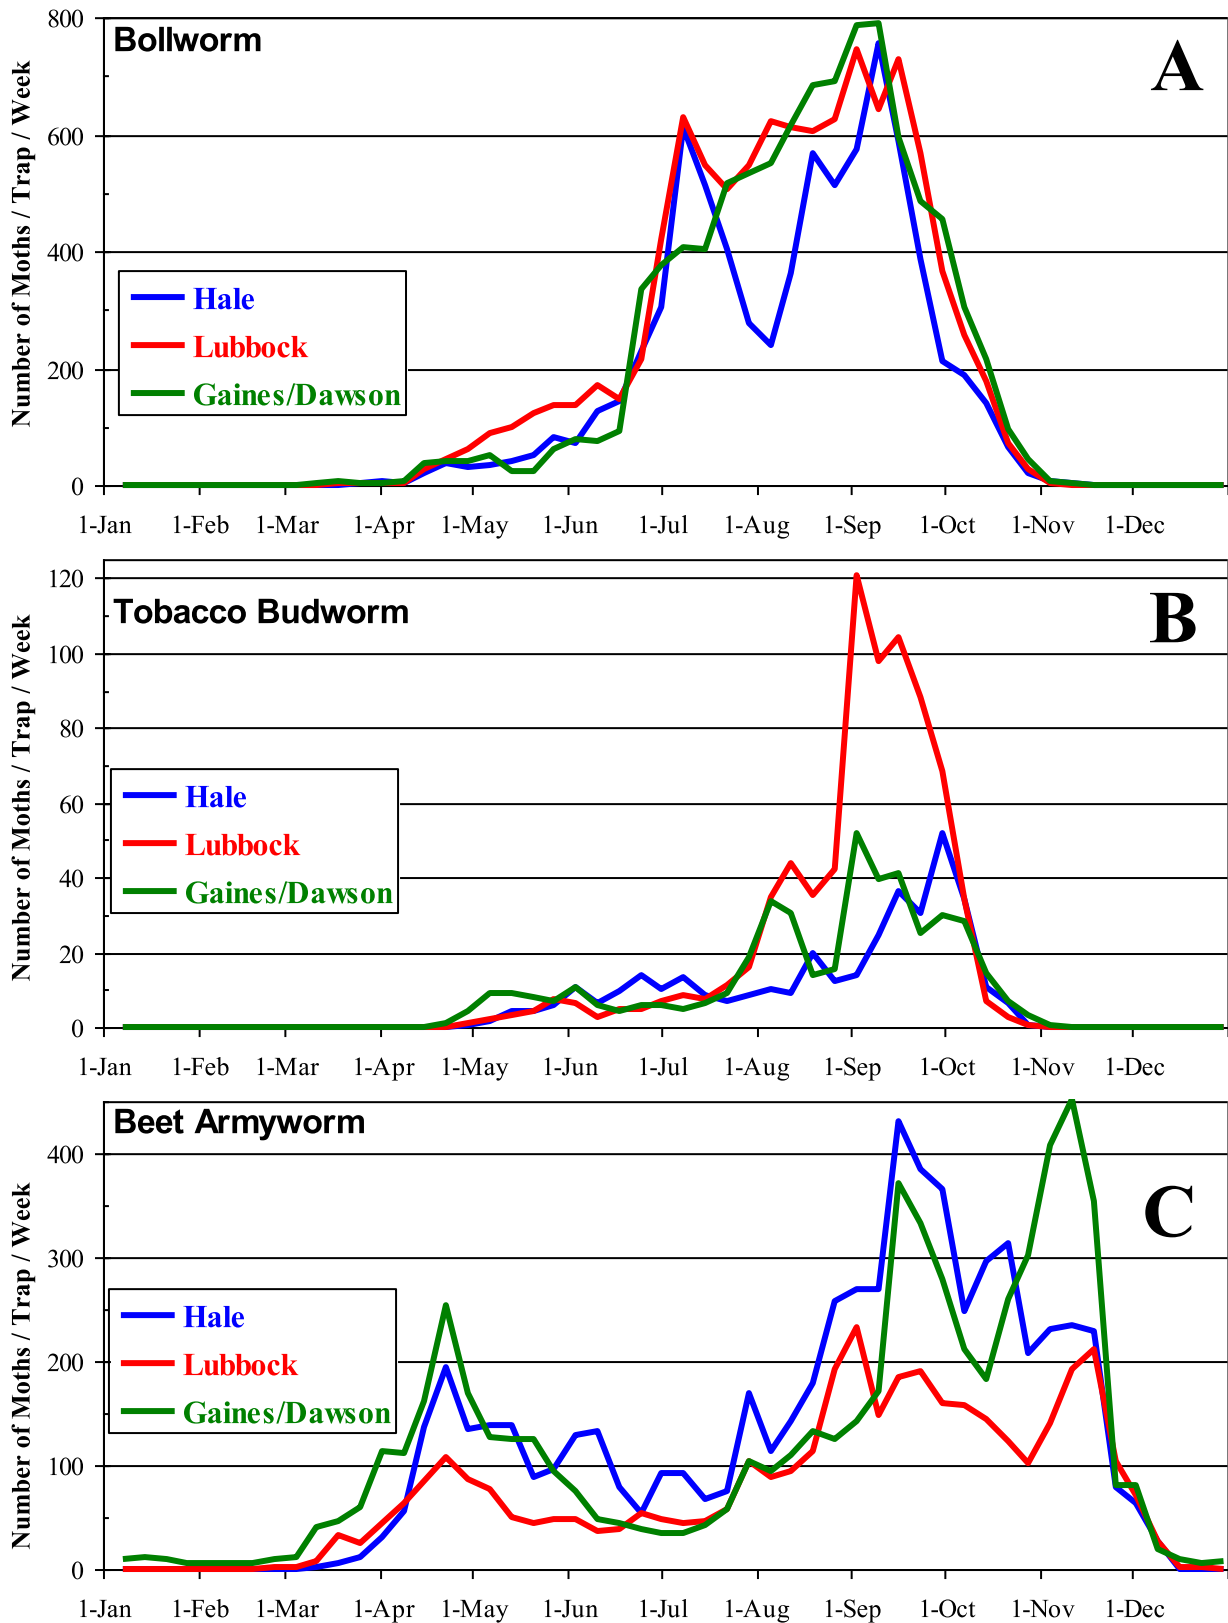 Bollworm
A
Number of Moths / Trap / Week
800
600
400
200
0
Hale
Lubbock
Gaines/Dawson
1-Jan 1-Feb 1-Mar 1-Apr 1-May 1-Jun 1-Jul 1-Aug 1-Sep 1-Oct 1-Nov 1-Dec
Tobacco Budworm
B
Number of Moths / Trap / Week
120
100
80
60
40
20
0
Hale
Lubbock
Gaines/Dawson
1-Jan 1-Feb 1-Mar 1-Apr 1-May 1-Jun 1-Jul 1-Aug 1-Sep 1-Oct 1-Nov 1-Dec
Beet Armyworm
C
Number of Moths / Trap / Week
400
300
200
100
0
Hale
Lubbock
Gaines/Dawson
1-Jan 1-Feb 1-Mar 1-Apr 1-May 1-Jun 1-Jul 1-Aug 1-Sep 1-Oct 1-Nov 1-Dec